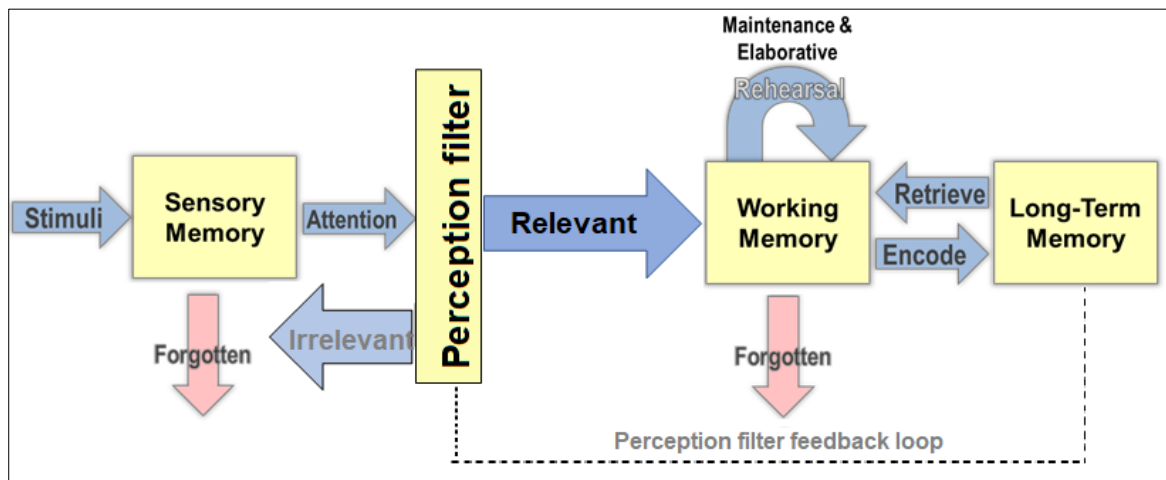 Maintenance &
Elaborative
Rehearsal
Perception filter
Stimuli
Sensory
Memory
Attention
Relevant
Working
Memory
Retrieve
Encode
Long-Term
Memory
Irrelevant
Forgotten
Forgotten
Perception filter feedback loop